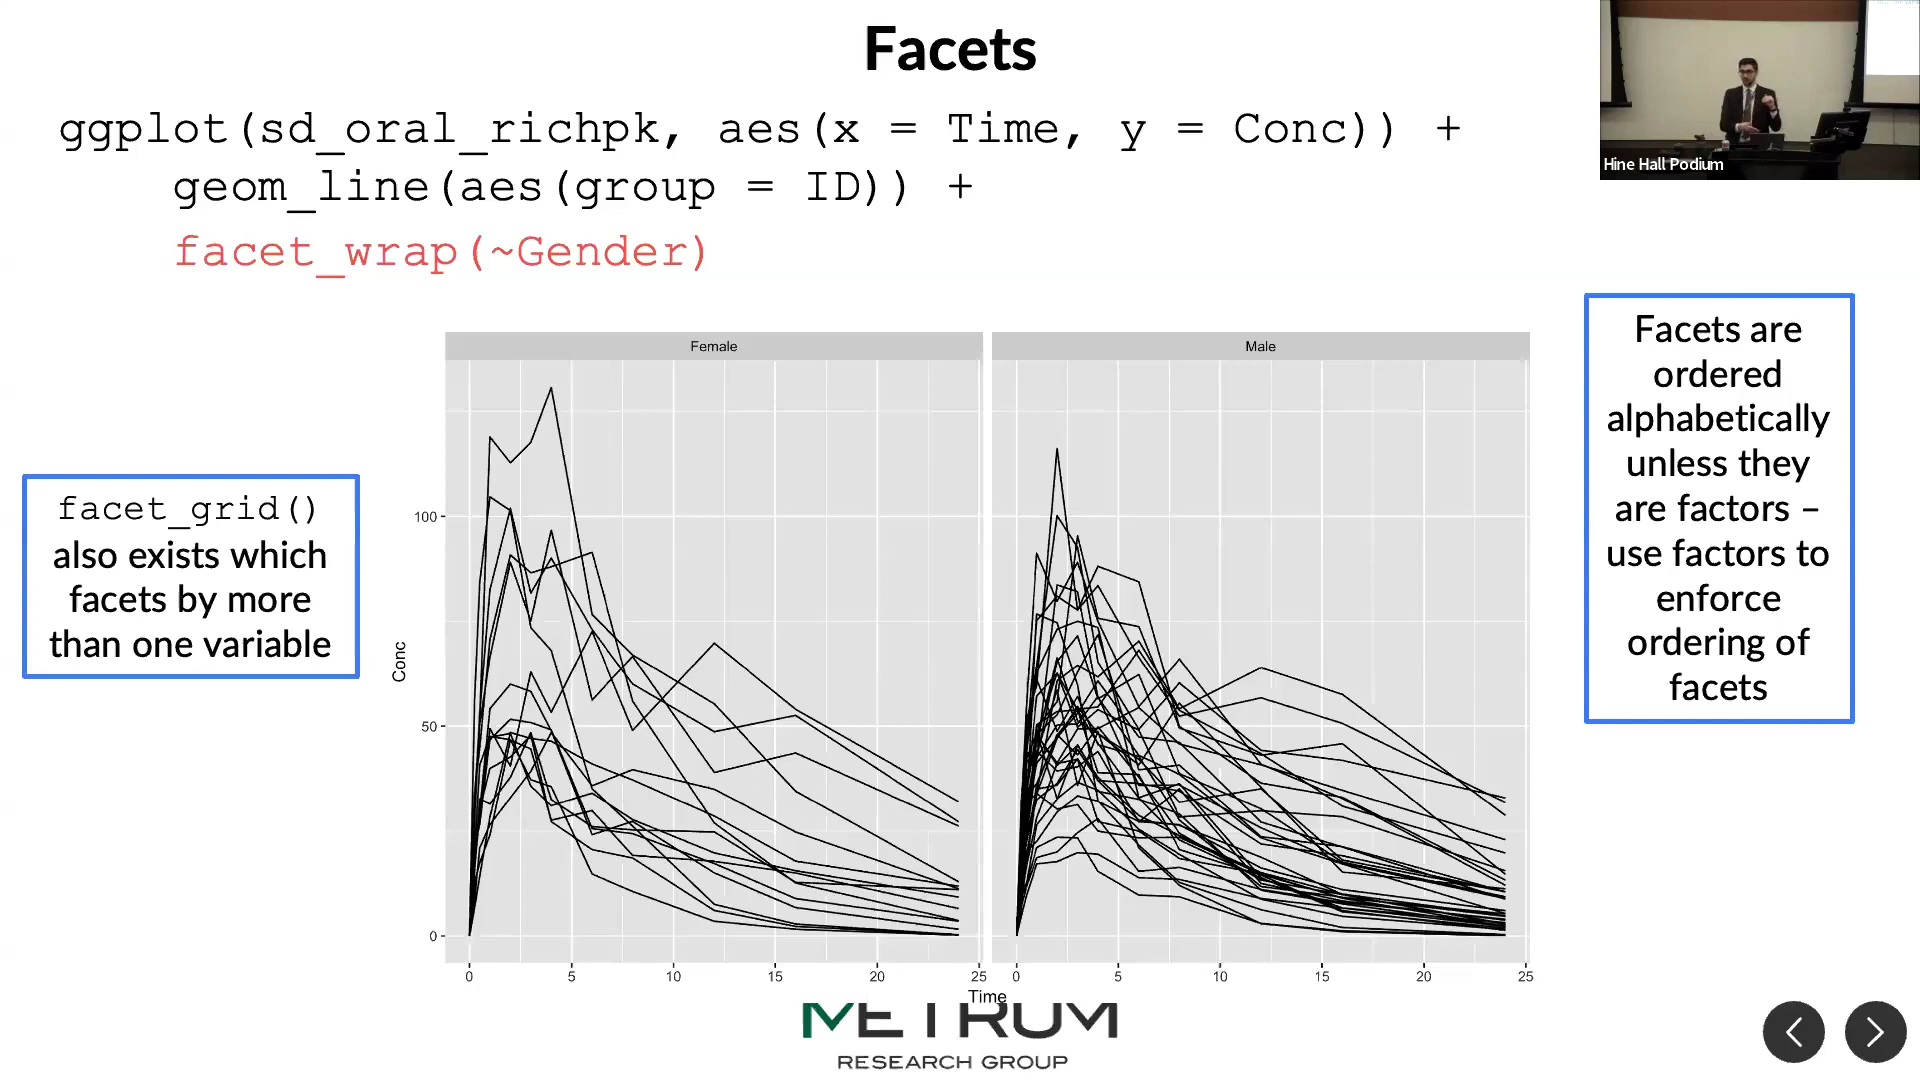 Facets
ggplot(sd_oral_richpk, aes(x = Time, y = Conc)) +
geom_line(aes(group = ID)) +
facet_wrap(~Gender)
Hine Hall Podium
facet_grid()
also exists which
facets by more
than one variable
Female
Male
Conc
100
50
0
0 5 10 15 20 25
0 5 10 15 20 25
Time
Facets are
ordered
alphabetically
unless they
are factors –
use factors to
enforce
ordering of
facets
METRUM
RESEARCH GROUP